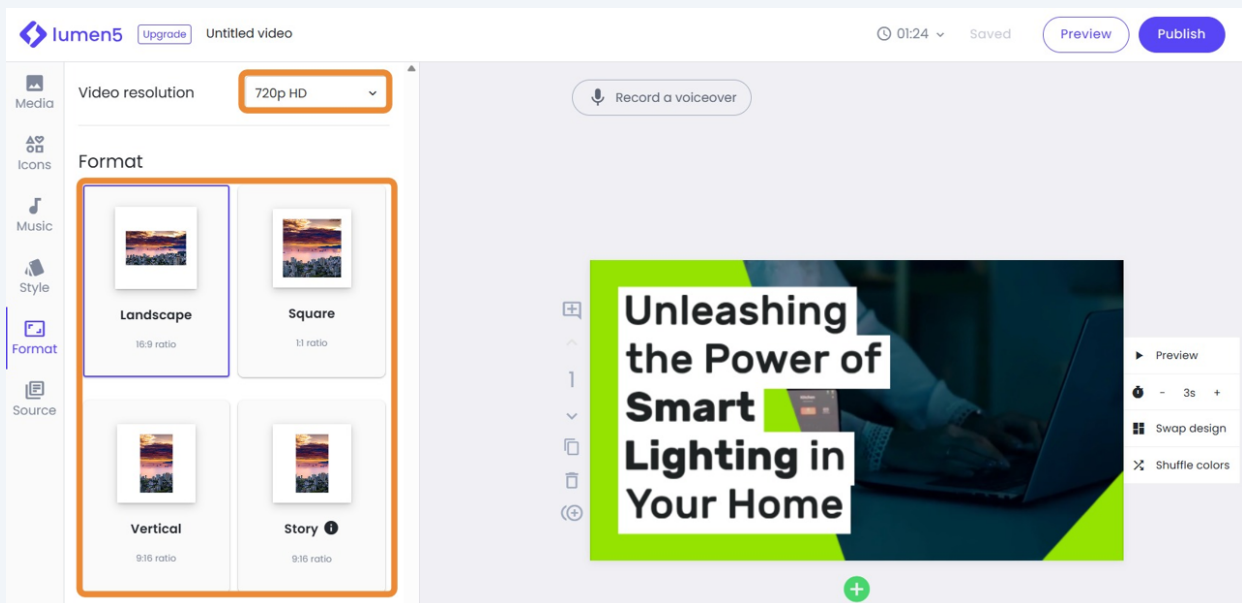 lumen5
Upgrade
Untitled video
01:24
Saved
Preview
Publish
Media
Icons
Music
Style
Format
Source
Video resolution
720p HD
Format
Landscape
16:9 ratio
Square
1:1 ratio
Vertical
9:16 ratio
Story
9:16 ratio
Record a voiceover
1
Unleashing
the Power of
Smart
Lighting in
Your Home
Preview
- 3s +
Swap design
Shuffle colors